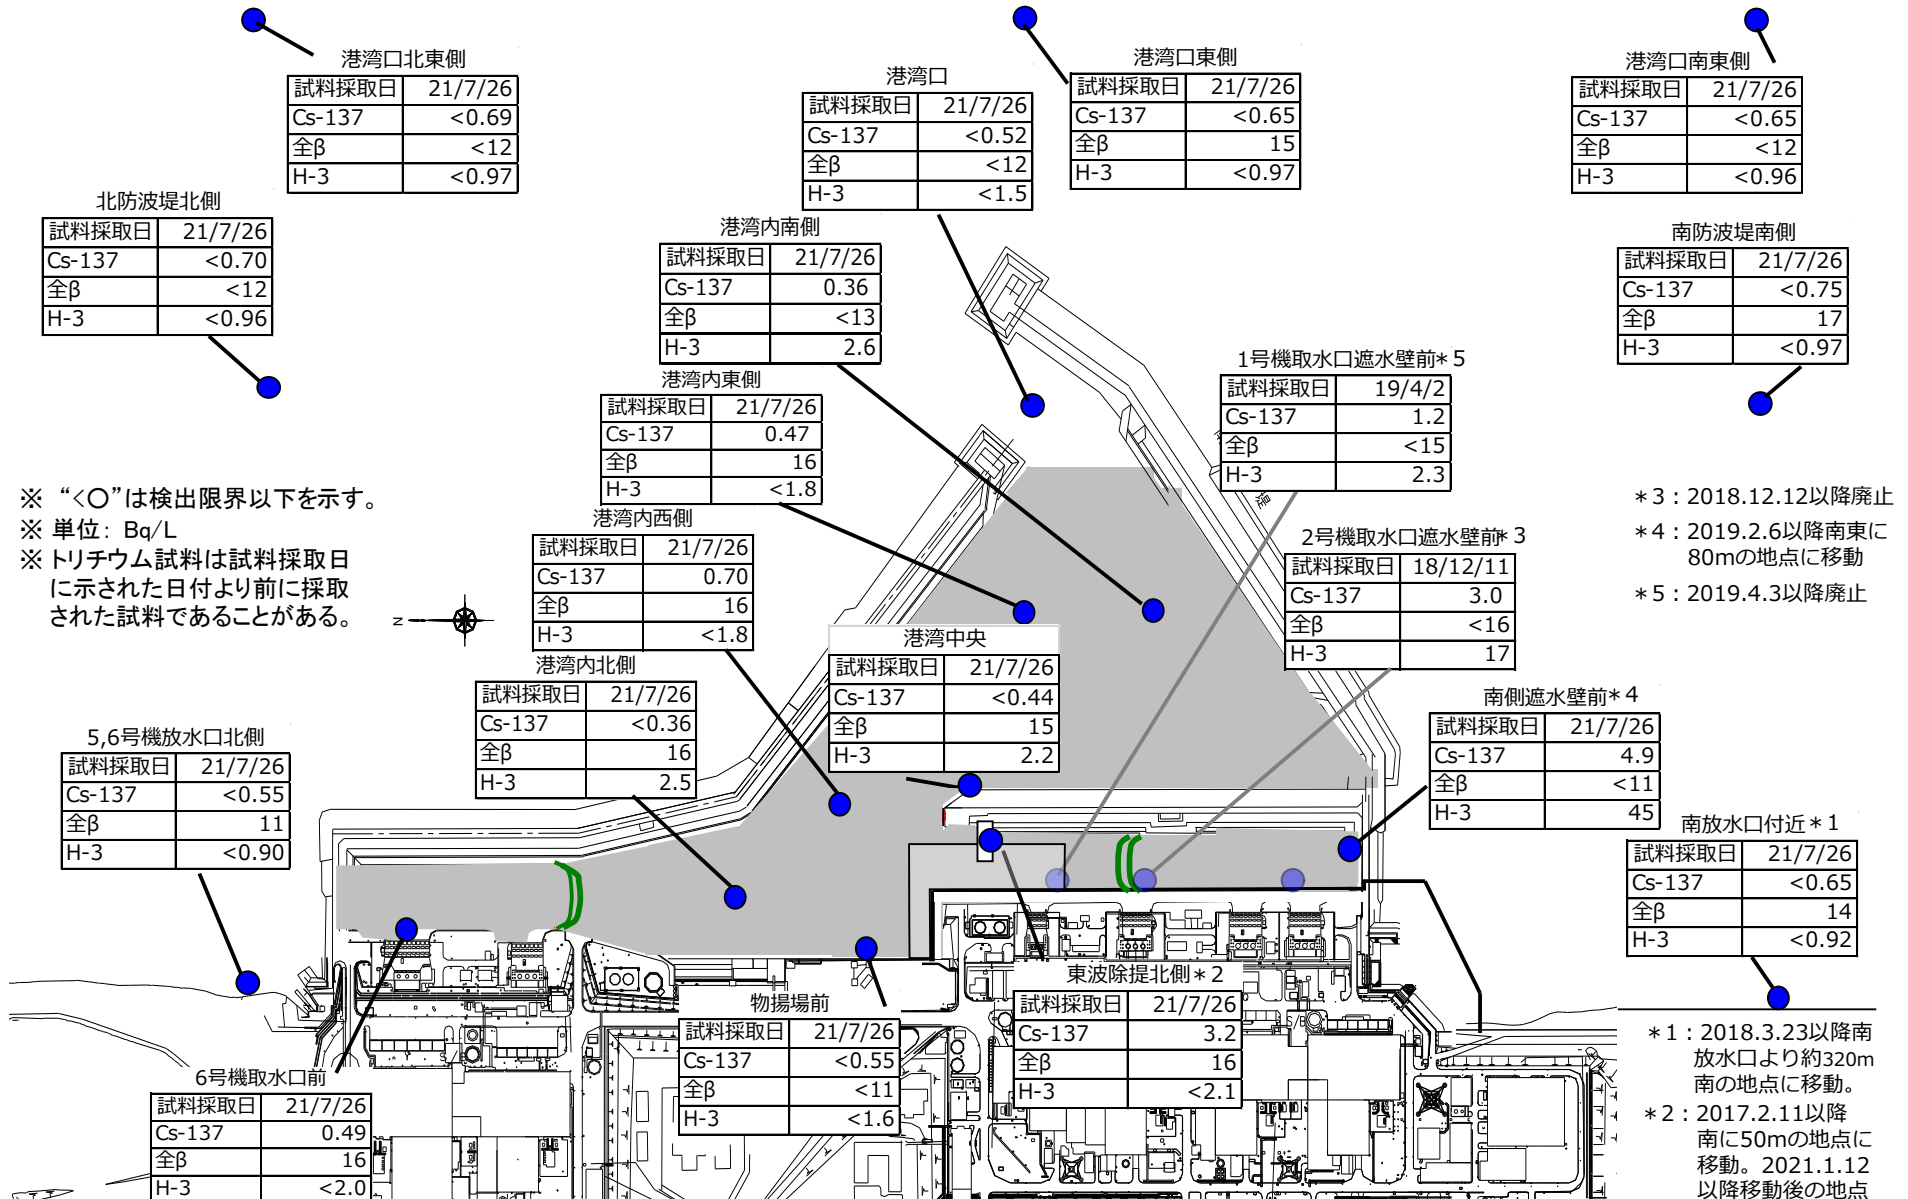 港湾口北東側
試料採取日 21/7/26
Cs-137 <0.69
全β <12
H-3 <0.97
港湾口
試料採取日 21/7/26
Cs-137 <0.52
全β <12
H-3 <1.5
港湾口東側
試料採取日 21/7/26
Cs-137 <0.65
全β 15
H-3 <0.97
港湾口南東側
試料採取日 21/7/26
Cs-137 <0.65
全β <12
H-3 <0.96
北防波堤北側
試料採取日 21/7/26
Cs-137 <0.70
全β <12
H-3 <0.96
港湾内南側
試料採取日 21/7/26
Cs-137 0.36
全β <13
H-3 2.6
南防波堤南側
試料採取日 21/7/26
Cs-137 <0.75
全β 17
H-3 <0.97
港湾内東側
試料採取日 21/7/26
Cs-137 0.47
全β 16
H-3 <1.8
1号機取水口遮水壁前*5
試料採取日 19/4/2
Cs-137 1.2
全β <15
H-3 2.3
堤
※ “<〇”は検出限界以下を示す。
※ 単位: Bq/L
※ トリチウム試料は試料採取日
に示された日付より前に採取
された試料であることがある。
N
港湾内西側
試料採取日 21/7/26
Cs-137 0.70
全β 16
H-3 <1.8
2号機取水口遮水壁前*3
試料採取日 18/12/11
Cs-137 3.0
全β <16
H-3 17
*3:2018.12.12以降廃止
*4:2019.2.6以降南東に
80mの地点に移動
*5:2019.4.3以降廃止
港湾内北側
試料採取日 21/7/26
Cs-137 <0.36
全β 16
H-3 2.5
港湾中央
試料採取日 21/7/26
Cs-137 <0.44
全β 15
H-3 2.2
南側遮水壁前*4
試料採取日 21/7/26
Cs-137 4.9
全β <11
H-3 45
5,6号機放水口北側
試料採取日 21/7/26
Cs-137 <0.55
全β 11
H-3 <0.90
南放水口付近*1
試料採取日 21/7/26
Cs-137 <0.65
全β 14
H-3 <0.92
物揚場前
試料採取日 21/7/26
Cs-137 <0.55
全β <11
H-3 <1.6
東波除提北側*2
試料採取日 21/7/26
Cs-137 3.2
全β 16
H-3 <2.1
6号機取水口前
試料採取日 21/7/26
Cs-137 0.49
全β 16
H-3 <2.0
*1:2018.3.23以降南
放水口より約320m
南の地点に移動。
*2:2017.2.11以降
南に50mの地点に
移動。2021.1.12
以降移動後の地点